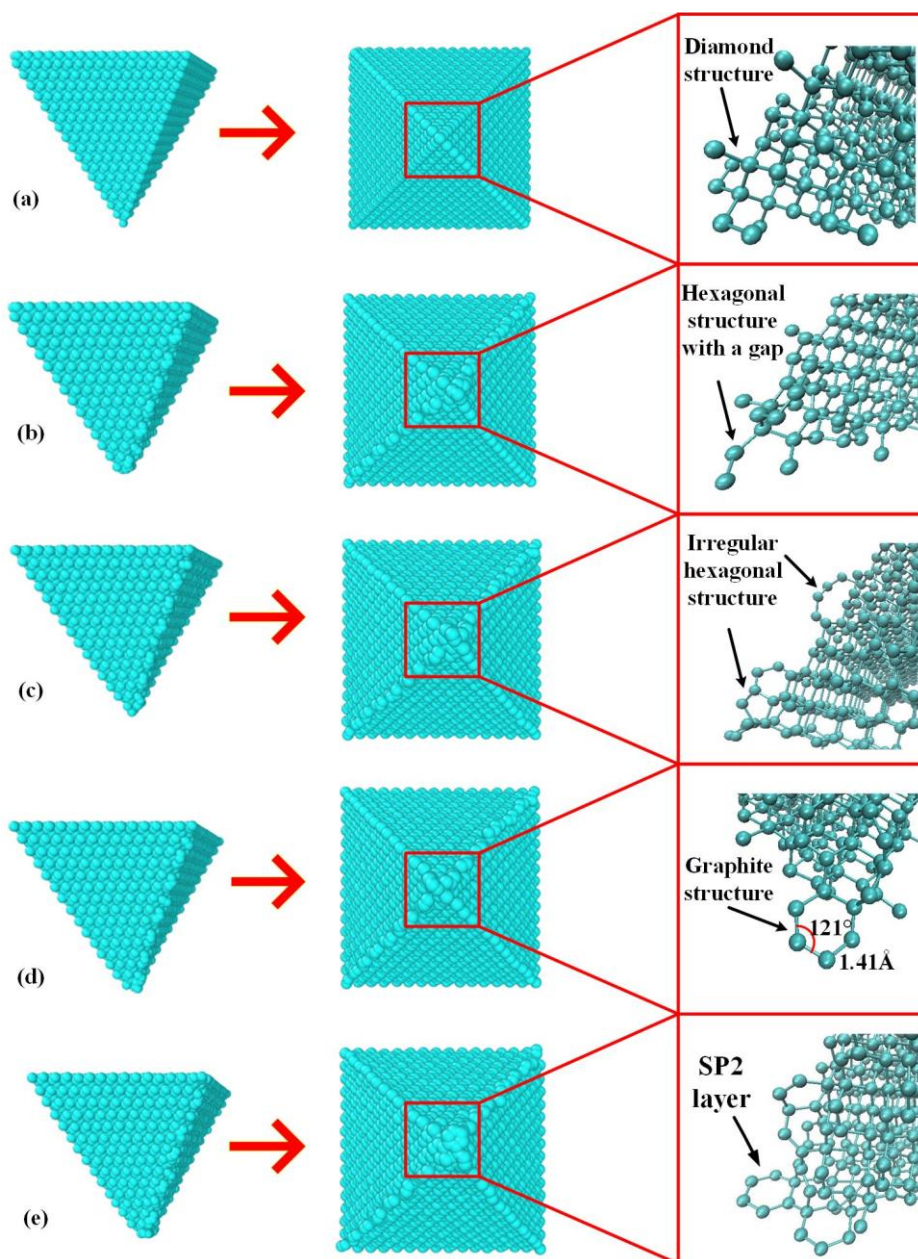 Diamond
structure
(a)
Hexagonal
structure
with a gap
(b)
Irregular
hexagonal
structure
(c)
Graphite
structure
121°
1.41Å
(d)
SP2
layer
(e)